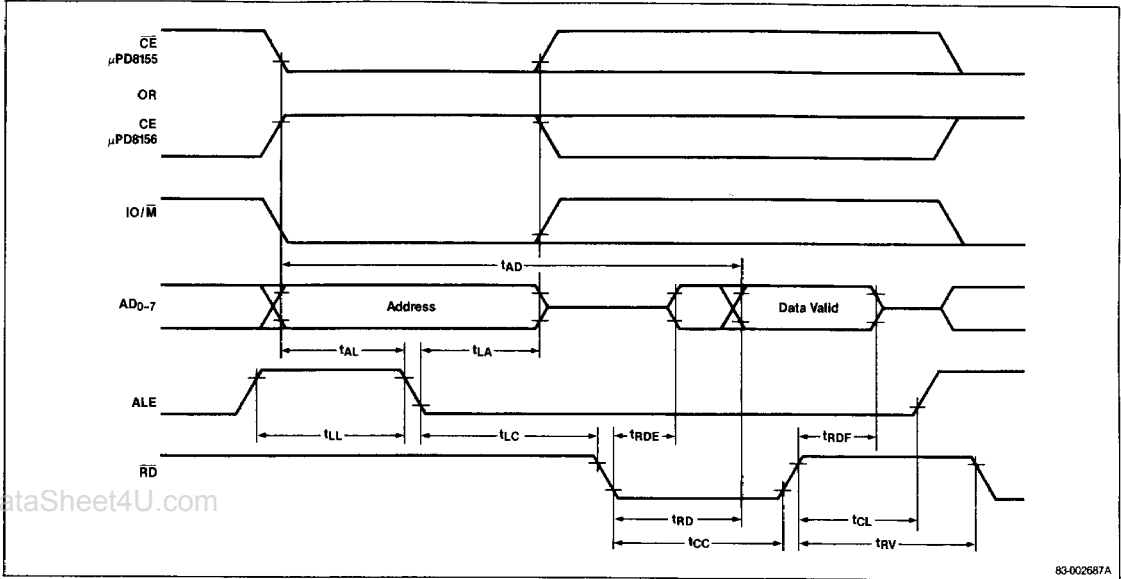 CE
μPD8155
OR
CE
μPD8156
IO/M
tAD
AD0-7
Address
Data Valid
tAL
tLA
ALE
tLL
tLC
tRDE
tRDF
RD
tRD
tCL
tCC
tRV
ataSheet4U.com
83-002687A